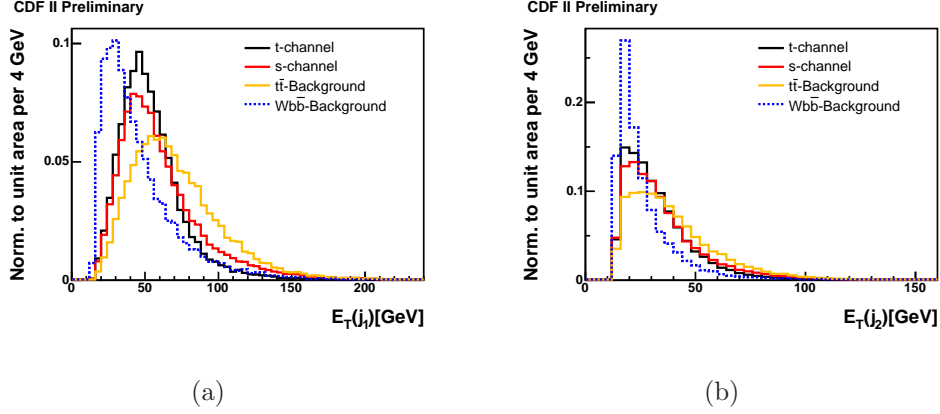 CDF II Preliminary
Norm. to unit area per 4 GeV
0.1
0.05
0
t-channel
s-channel
tt̄-Background
Wbb̄-Background
0 50 100 150 200
E_T(j_1)[GeV]
(a)
CDF II Preliminary
Norm. to unit area per 4 GeV
0.2
0.1
0
t-channel
s-channel
tt̄-Background
Wbb̄-Background
0 50 100 150
E_T(j_2)[GeV]
(b)